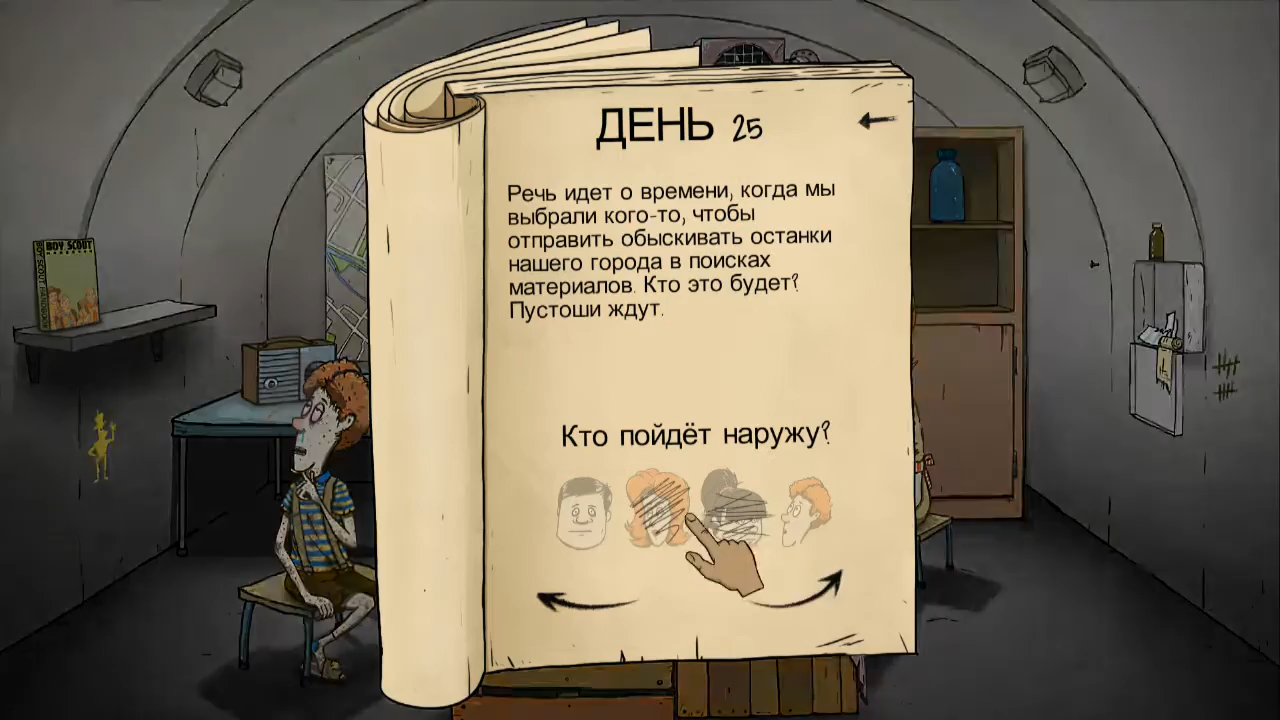 ДЕНЬ 25
Речь идет о времени, когда мы
выбрали кого-то, чтобы
отправить обыскивать останки
нашего города в поисках
материалов. Кто это будет?
Пустоши ждут.
Кто пойдёт наружу?
BOY SCOUT